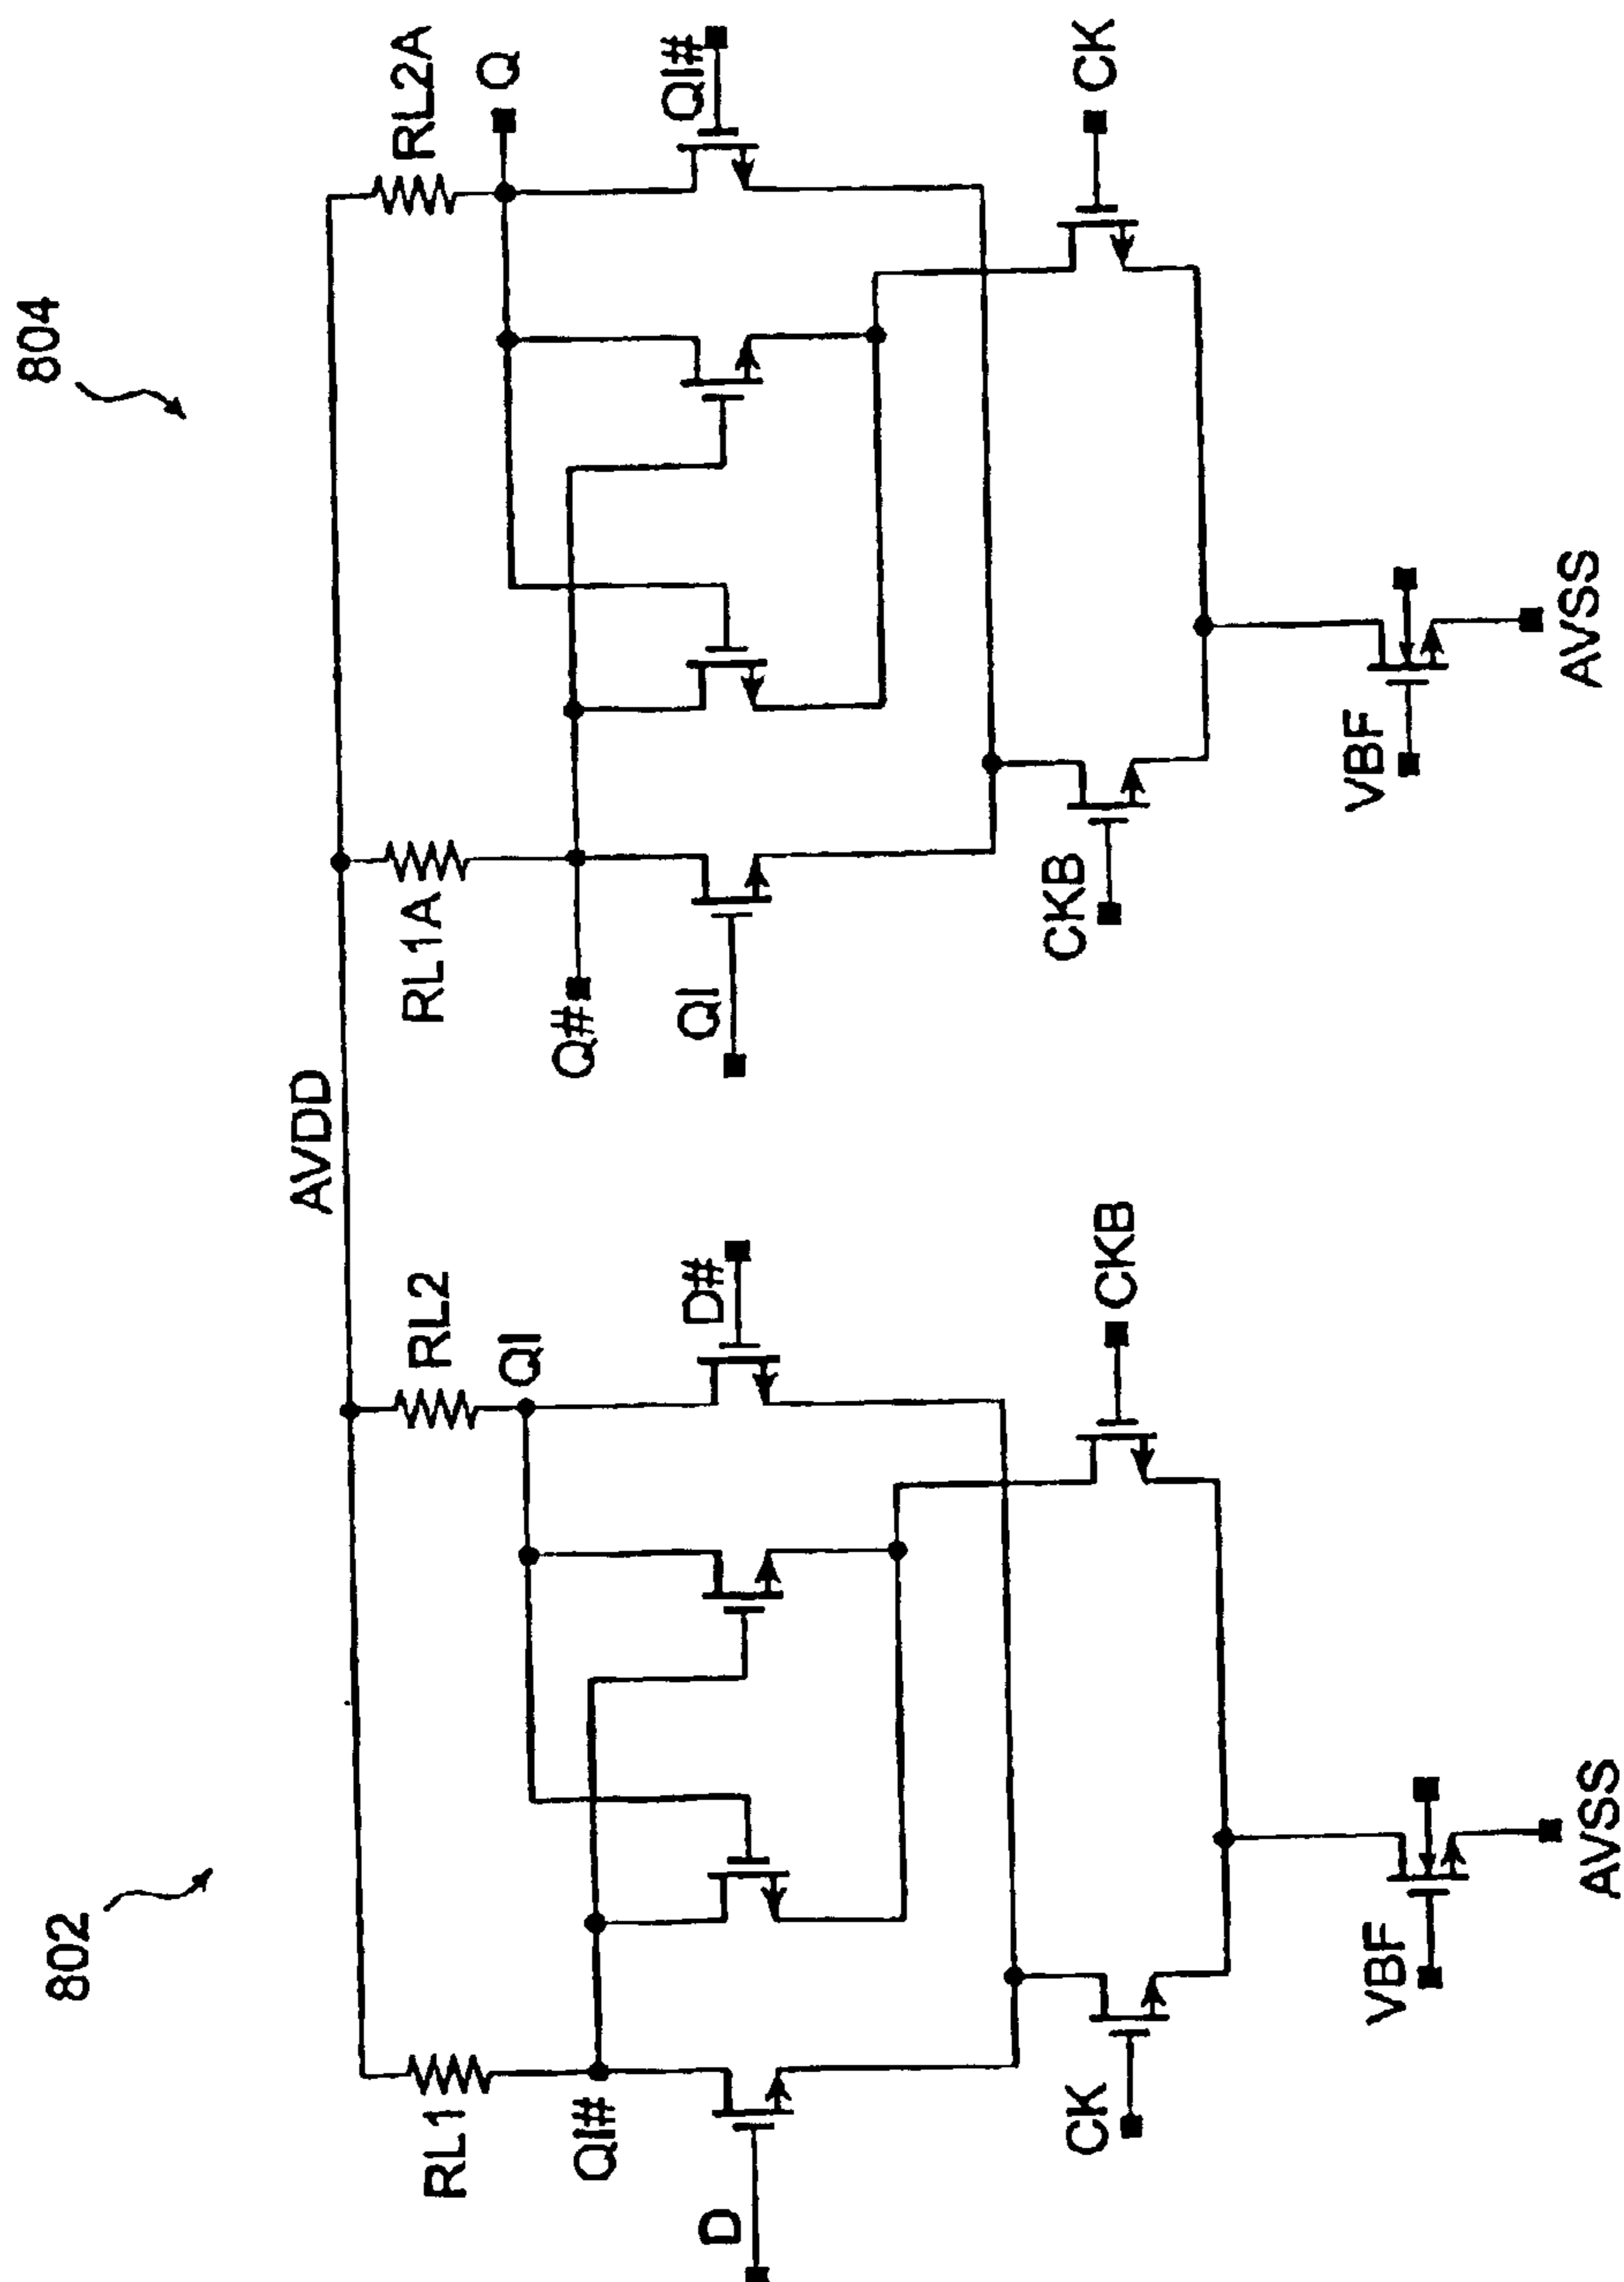 802
804
AVDD
RL1
RL2
RL1A
RL2A
QI
Q
QI#
Q#
D
D#
QI
QI#
CK
CKB
CKB
CK
VBF
VBF
AVSS
AVSS